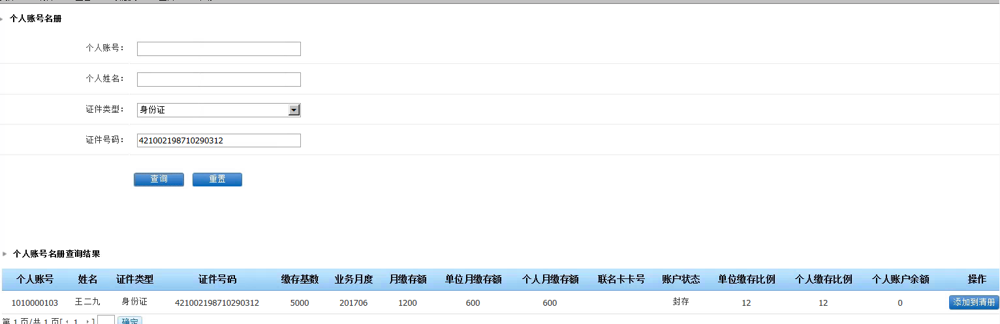 个人账号名册
个人账号：
个人姓名：
证件类型： 身份证
证件号码： 421002198710290312
查询 重置
个人账号名册查询结果
个人账号 姓名 证件类型 证件号码 缴存基数 业务月度 月缴存额 单位月缴存额 个人月缴存额 联名卡卡号 账户状态 单位缴存比例 个人缴存比例 个人账户余额 操作
1010000103 王二九 身份证 421002198710290312 5000 201706 1200 600 600 封存 12 12 0 添加到清册
第 1 页/共 1 页[ 1 ] 确定